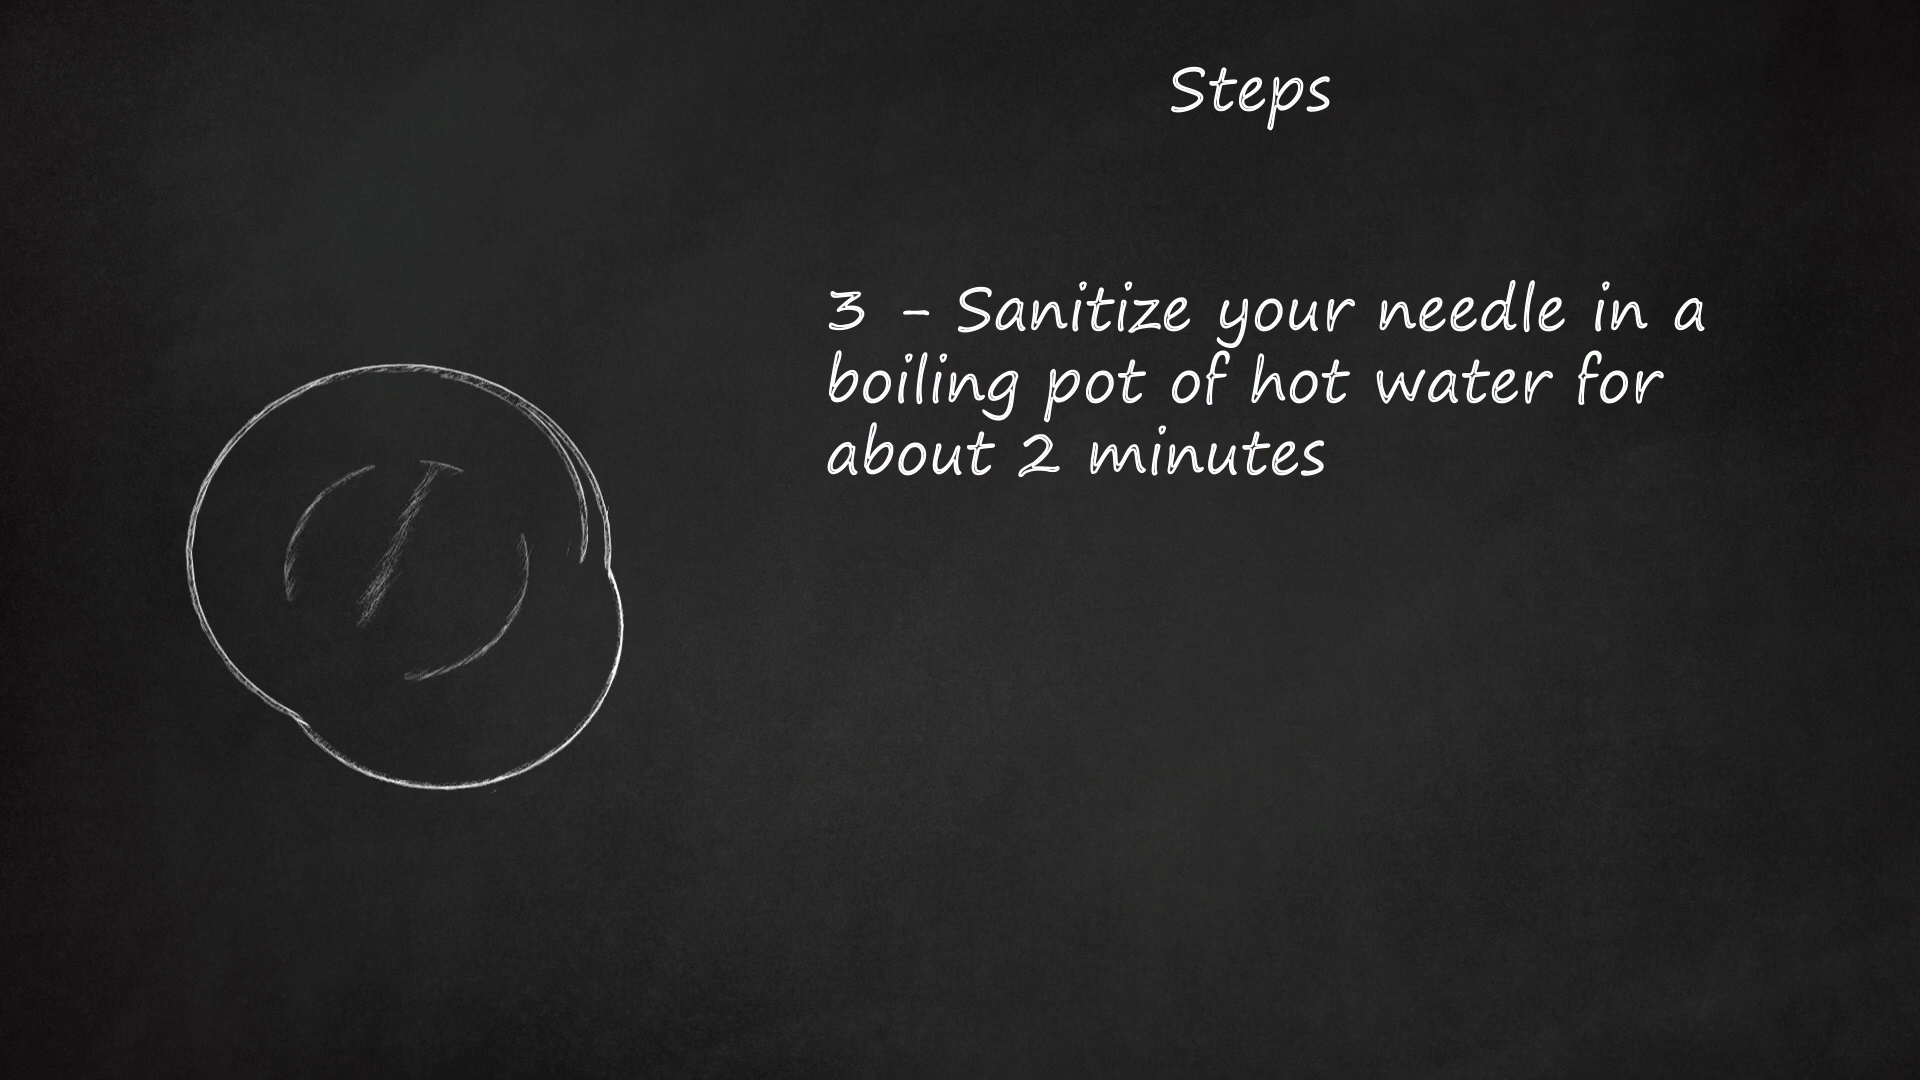 Steps
3 - Sanitize your needle in a
boiling pot of hot water for
about 2 minutes